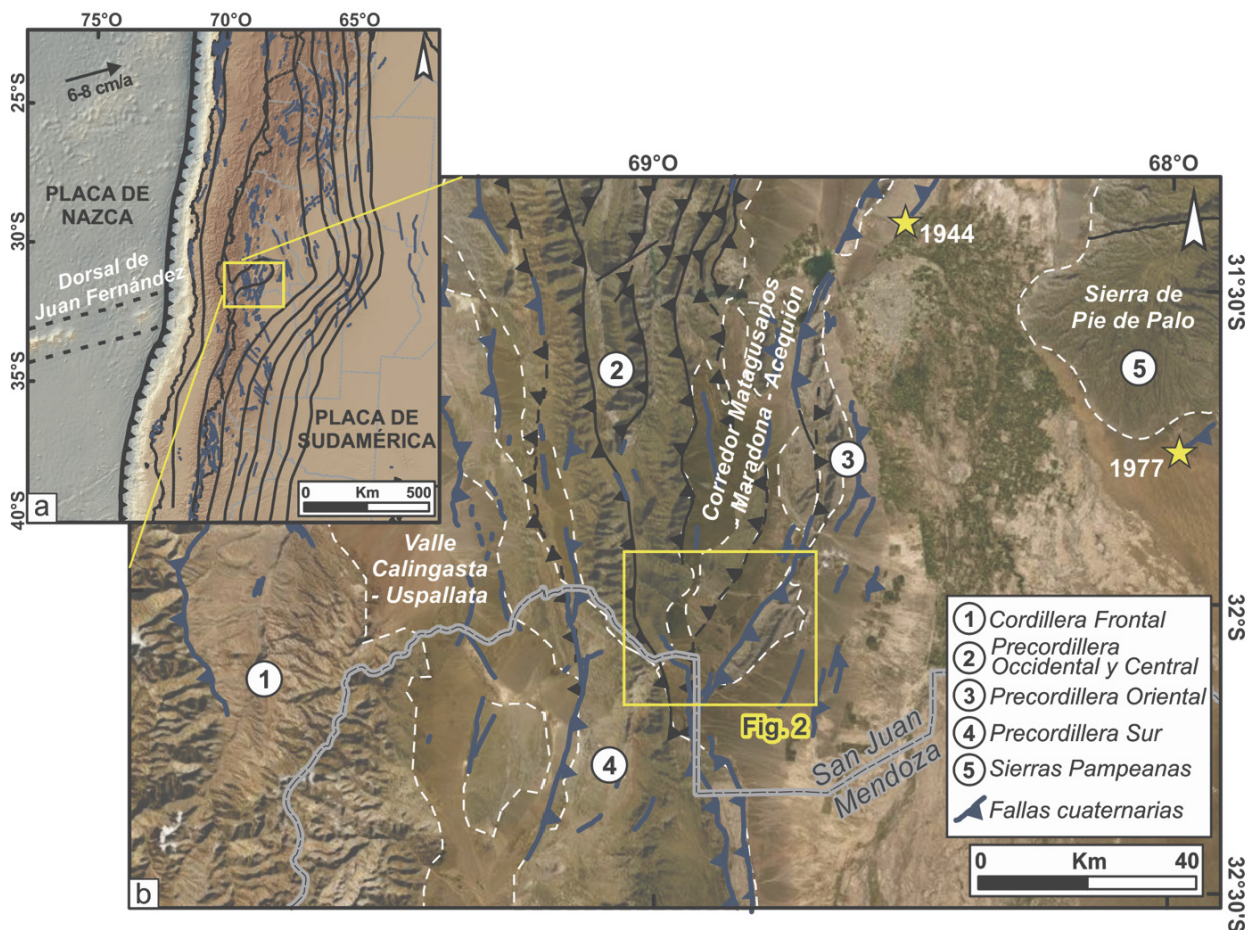 75°O
70°O
65°O
25°S
30°S
35°S
40°S
6-8 cm/a
PLACA DE
NAZCA
Dorsal de
Juan Fernández
PLACA DE
SUDAMÉRICA
0 Km 500
a
69°O
68°O
31°30'S
32°S
32°30'S
1944
Sierra de
Pie de Palo
5
2
Corredor Matagusapos
Maradona - Acequión
3
1977
Valle
Calingasta
- Uspallata
1
Fig. 2
4
San Juan
Mendoza
1 Cordillera Frontal
2 Precordillera
Occidental y Central
3 Precordillera Oriental
4 Precordillera Sur
5 Sierras Pampeanas
Fallas cuaternarias
0 Km 40
b